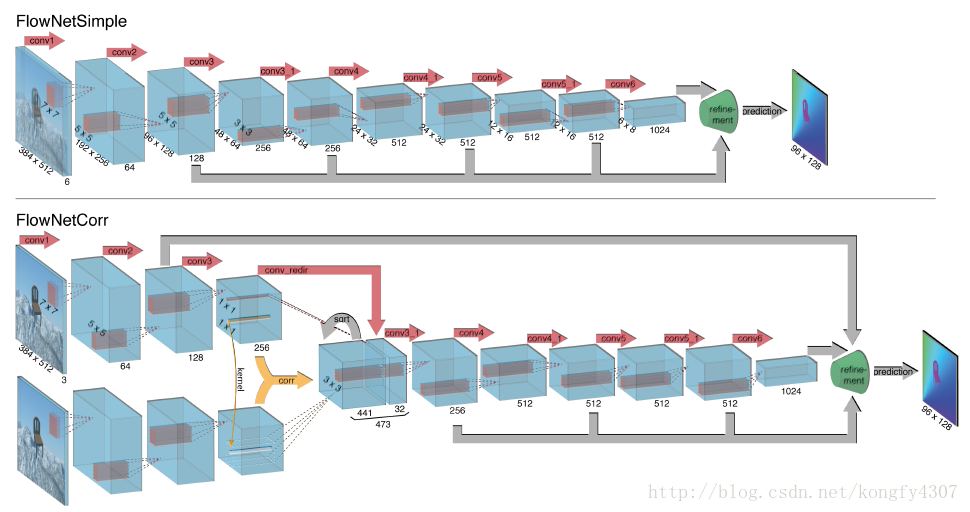 FlowNetSimple
conv1
conv2
conv3
conv3_1
conv4
conv4_1
conv5
conv5_1
conv6
7 x 7
5 x 5
5 x 5
3 x 3
384 x 512
192 x 256
96 x 128
48 x 64
48 x 64
24 x 32
24 x 32
12 x 16
12 x 16
6 x 8
6
64
128
256
256
512
512
512
512
1024
refine-
ment
prediction
96 x 128
FlowNetCorr
conv1
conv2
conv3
conv_redir
sqrt
conv3_1
conv4
conv4_1
conv5
conv5_1
conv6
7 x 7
5 x 5
1 x 1
1 x 1
3 x 3
kernel
corr
384 x 512
3
64
128
256
441
32
473
256
512
512
512
512
1024
refine-
ment
prediction
96 x 128
http://blog.csdn.net/kongfy4307